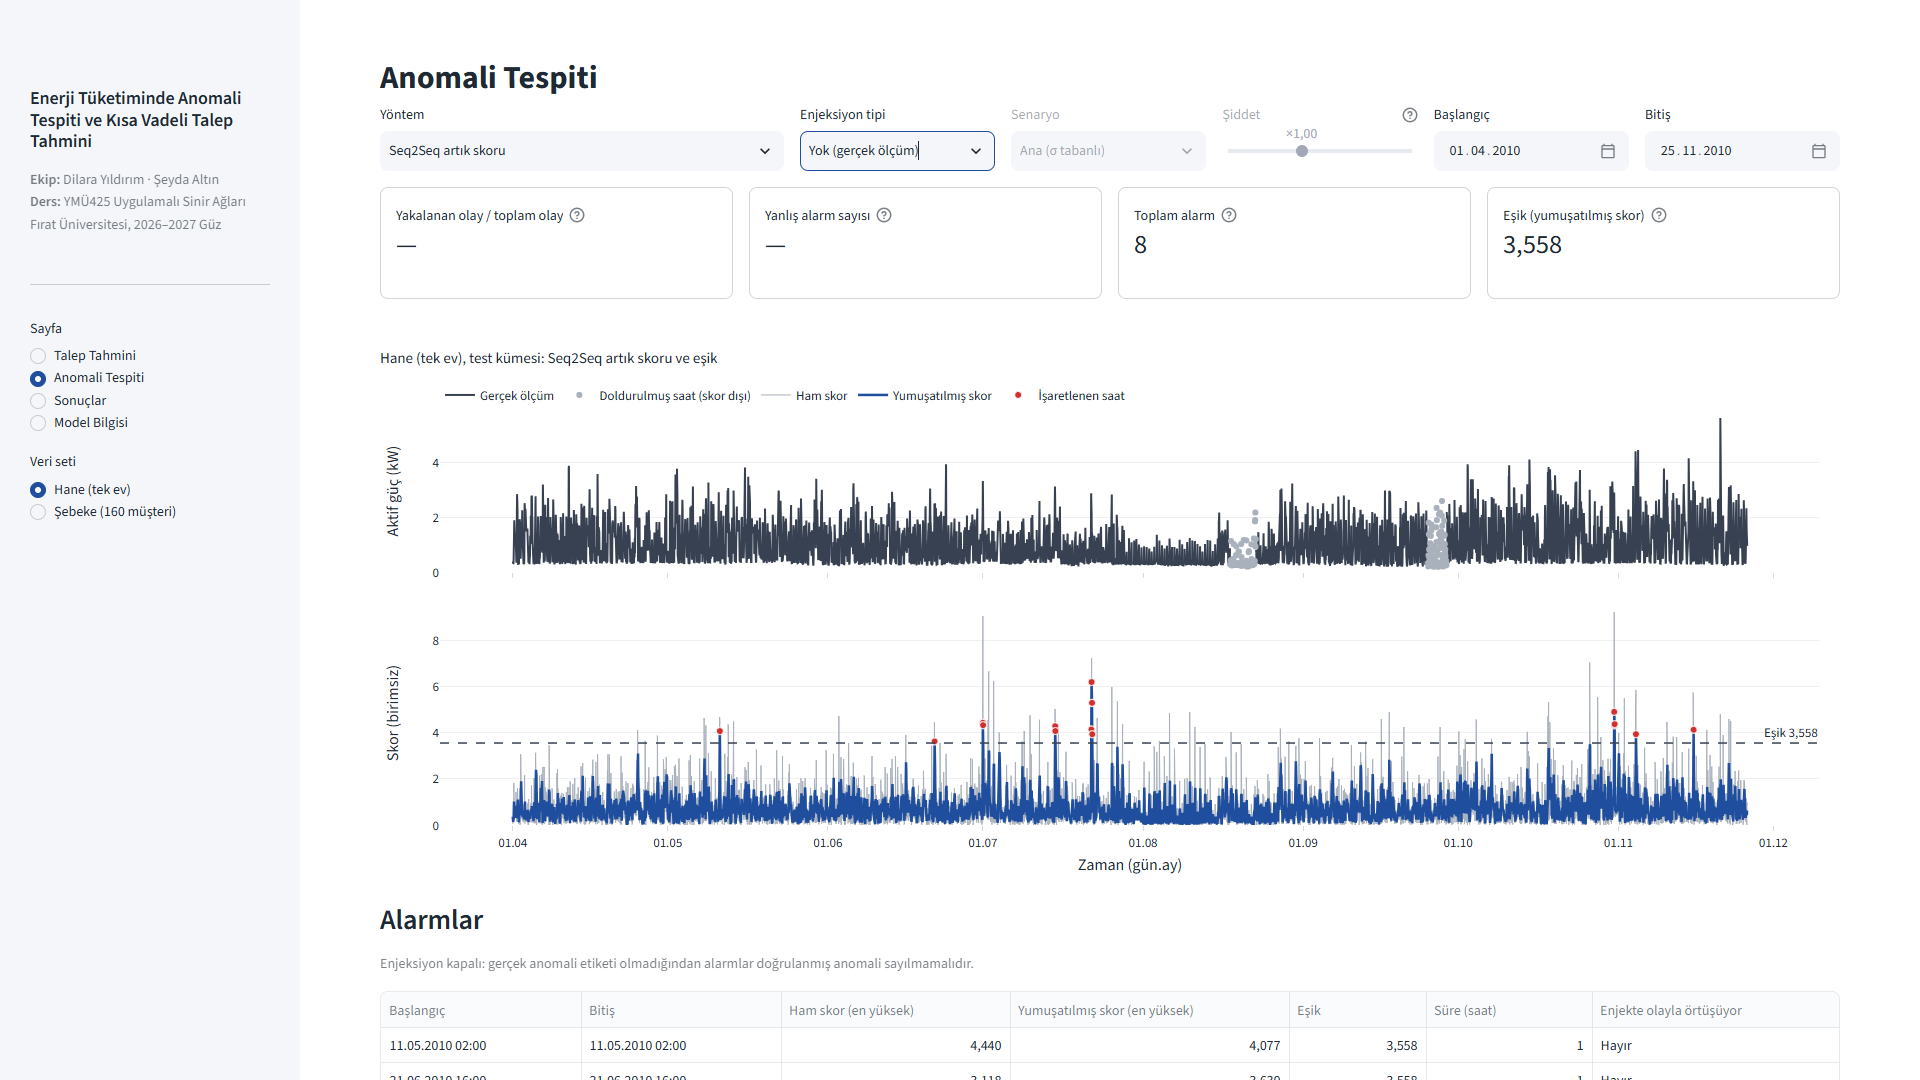 Enerji Tüketiminde Anomali
Tespiti ve Kısa Vadeli Talep
Tahmini
Ekip: Dilara Yıldırım · Şeyda Altın
Ders: YMÜ425 Uygulamalı Sinir Ağları
Fırat Üniversitesi, 2026–2027 Güz
Sayfa
Talep Tahmini
Anomali Tespiti
Sonuçlar
Model Bilgisi
Veri seti
Hane (tek ev)
Şebeke (160 müşteri)
Anomali Tespiti
Yöntem
Seq2Seq artık skoru
Enjeksiyon tipi
Yok (gerçek ölçüm)
Senaryo
Ana (σ tabanlı)
Şiddet
×1,00
Başlangıç
01.04.2010
Bitiş
25.11.2010
Yakalanan olay / toplam olay
—
Yanlış alarm sayısı
—
Toplam alarm
8
Eşik (yumuşatılmış skor)
3,558
Hane (tek ev), test kümesi: Seq2Seq artık skoru ve eşik
Gerçek ölçüm Doldurulmuş saat (skor dışı) Ham skor Yumuşatılmış skor İşaretlenen saat
Aktif güç (kW)
4
2
0
Skor (birimsiz)
8
6
4
2
0
Eşik 3,558
01.04 01.05 01.06 01.07 01.08 01.09 01.10 01.11 01.12
Zaman (gün.ay)
Alarmlar
Enjeksiyon kapalı: gerçek anomali etiketi olmadığından alarmlar doğrulanmış anomali sayılmamalıdır.
Başlangıç Bitiş Ham skor (en yüksek) Yumuşatılmış skor (en yüksek) Eşik Süre (saat) Enjekte olayla örtüşüyor
11.05.2010 02:00 11.05.2010 02:00 4,440 4,077 3,558 1 Hayır